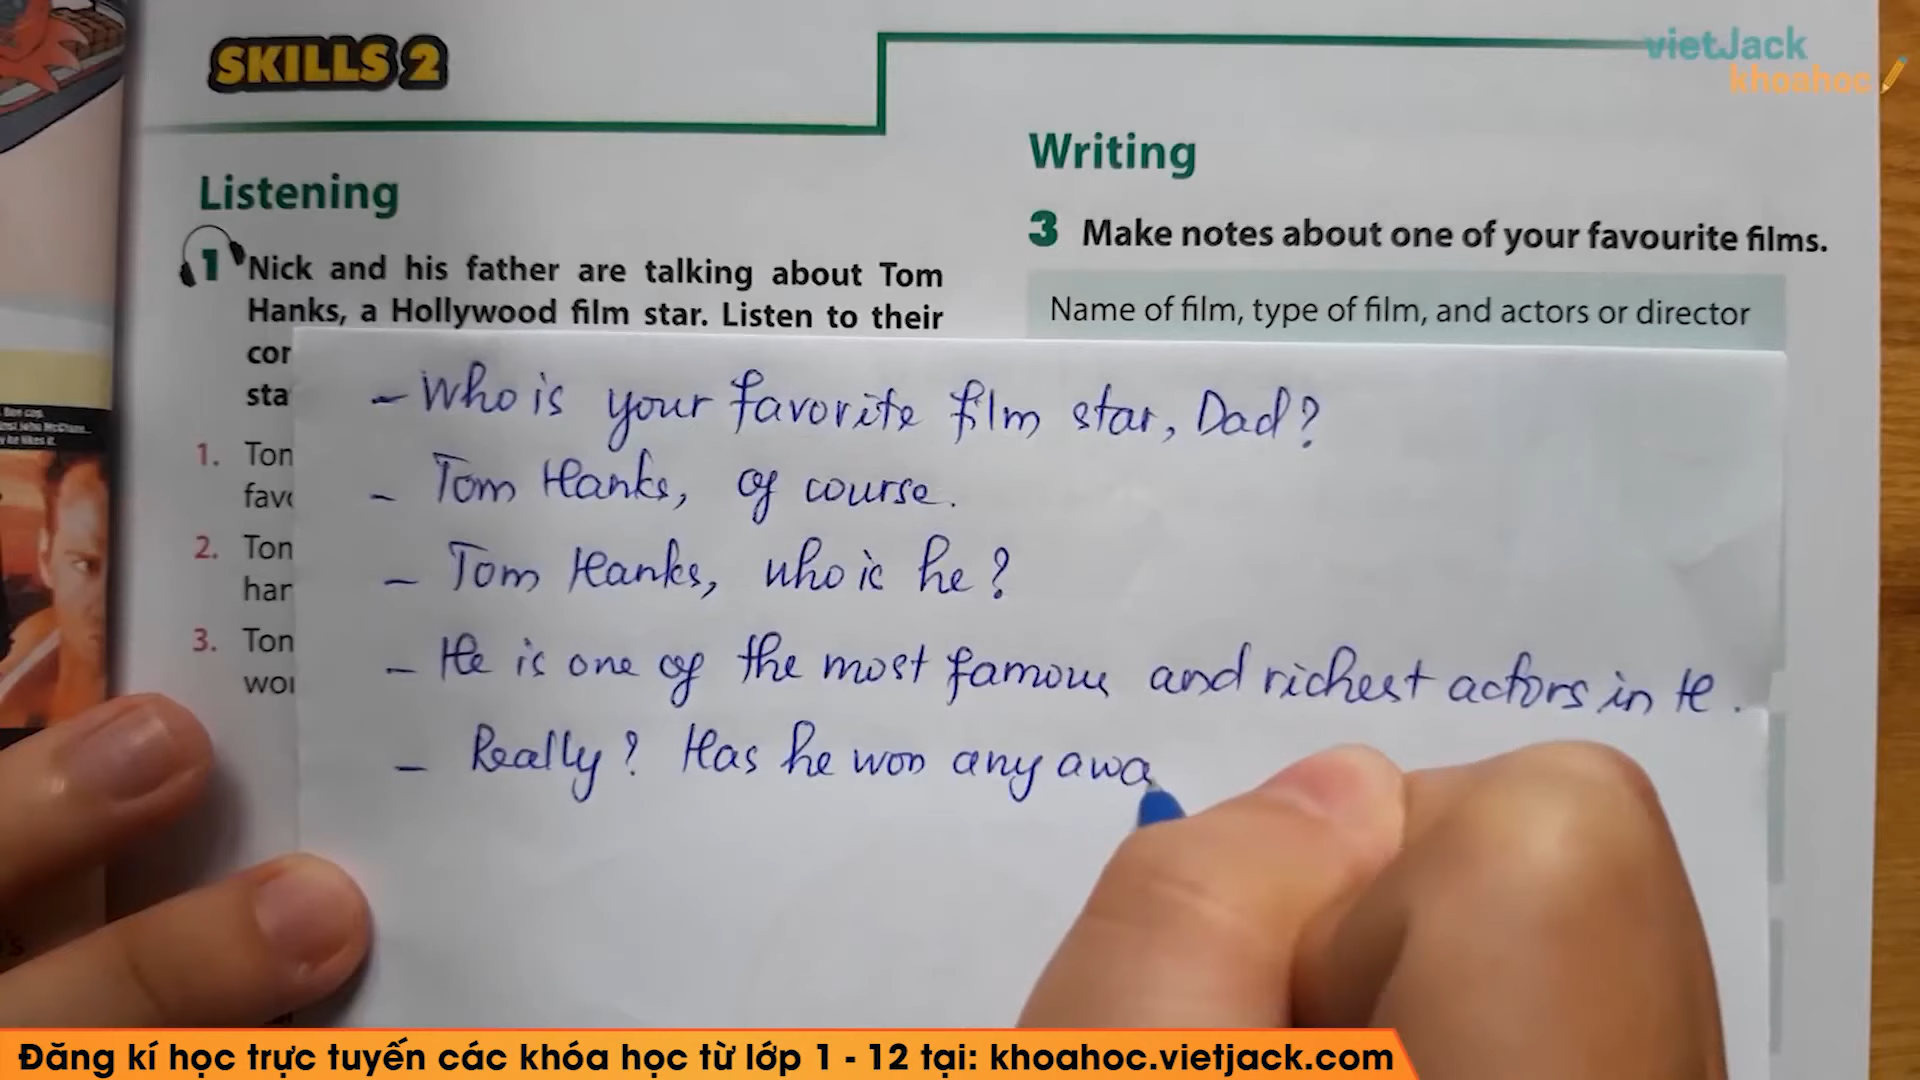 SKILLS 2
vietJack
khoahoc
Listening
1 Nick and his father are talking about Tom
Hanks, a Hollywood film star. Listen to their
cor
sta
1. Ton
favo
2. Ton
har
3. Ton
wor
Writing
3 Make notes about one of your favourite films.
Name of film, type of film, and actors or director
- Who is your favorite film star, Dad?
- Tom Hanks, of course.
- Tom Hanks, who is he?
- He is one of the most famous and richest actors in H.
- Really? Has he won any awa
Đăng kí học trực tuyến các khóa học từ lớp 1 - 12 tại: khoahoc.vietjack.com